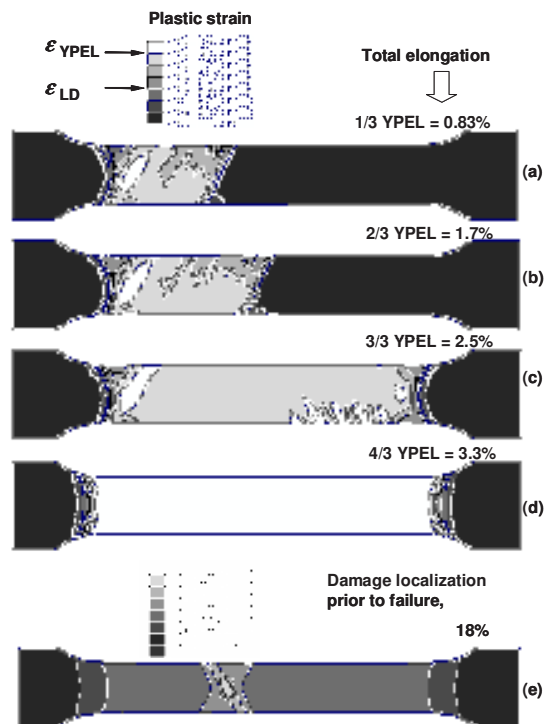 Plastic strain
ε YPEL
ε LD
Total elongation
1/3 YPEL = 0.83%
(a)
2/3 YPEL = 1.7%
(b)
3/3 YPEL = 2.5%
(c)
4/3 YPEL = 3.3%
(d)
Damage localization
prior to failure,
18%
(e)